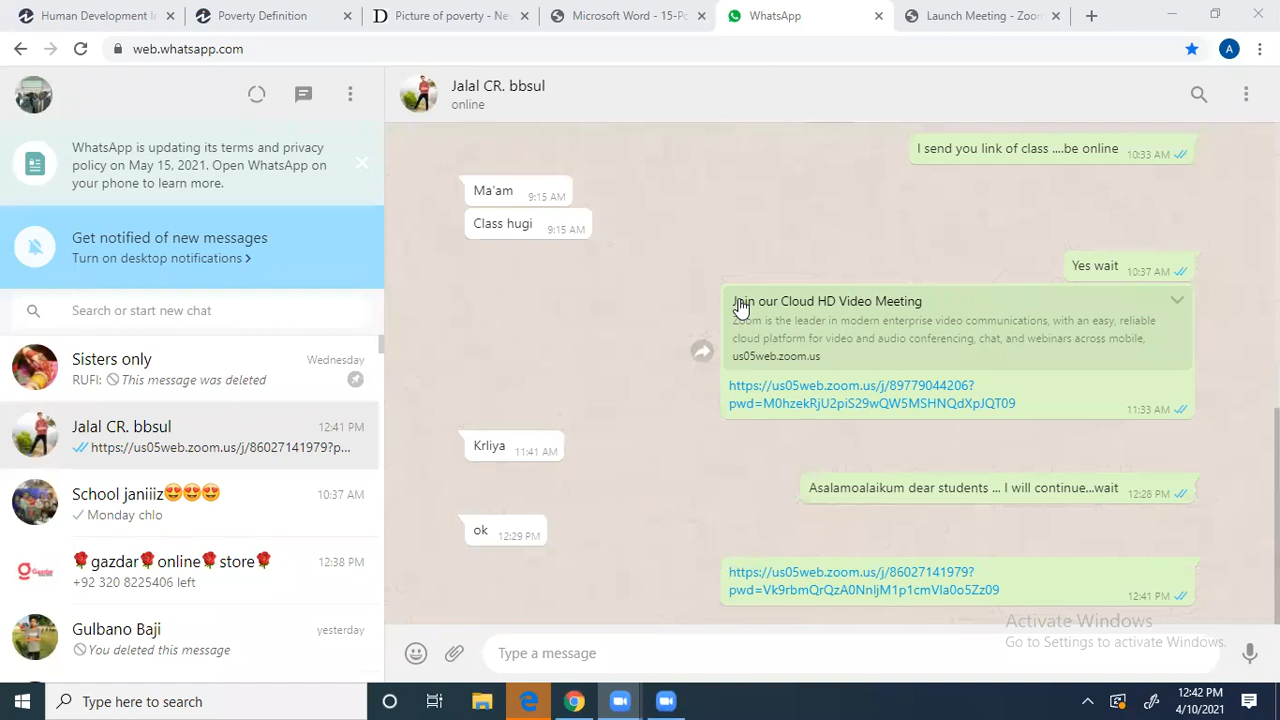 Human Development I
Poverty Definition
Picture of poverty - Ne
Microsoft Word - 15-Po
WhatsApp
Launch Meeting - Zoo
web.whatsapp.com
A
WhatsApp is updating its terms and privacy
policy on May 15, 2021. Open WhatsApp on
your phone to learn more.
Get notified of new messages
Turn on desktop notifications >
Search or start new chat
Sisters only
Wednesday
RUFI: This message was deleted
Jalal CR. bbsul
12:41 PM
https://us05web.zoom.us/j/86027141979?p...
School janiiiz😍😍😍
10:37 AM
Monday chlo
🌹gazdar🌹online🌹store🌹
12:38 PM
+92 320 8225406 left
Gulbano Baji
yesterday
You deleted this message
Jalal CR. bbsul
online
I send you link of class ....be online
10:33 AM
Ma'am
9:15 AM
Class hugi
9:15 AM
Yes wait
10:37 AM
Join our Cloud HD Video Meeting
Zoom is the leader in modern enterprise video communications, with an easy, reliable
cloud platform for video and audio conferencing, chat, and webinars across mobile,
us05web.zoom.us
https://us05web.zoom.us/j/89779044206?
pwd=M0hzekRjU2piS29wQW5MSHNQdXpJQT09
11:33 AM
Krliya
11:41 AM
Asalamoalaikum dear students ... I will continue...wait
12:28 PM
ok
12:29 PM
https://us05web.zoom.us/j/86027141979?
pwd=Vk9rbmQrQzA0NnljM1p1cmVla0o5Zz09
12:41 PM
Activate Windows
Go to Settings to activate Windows.
Type a message
Type here to search
12:42 PM
4/10/2021